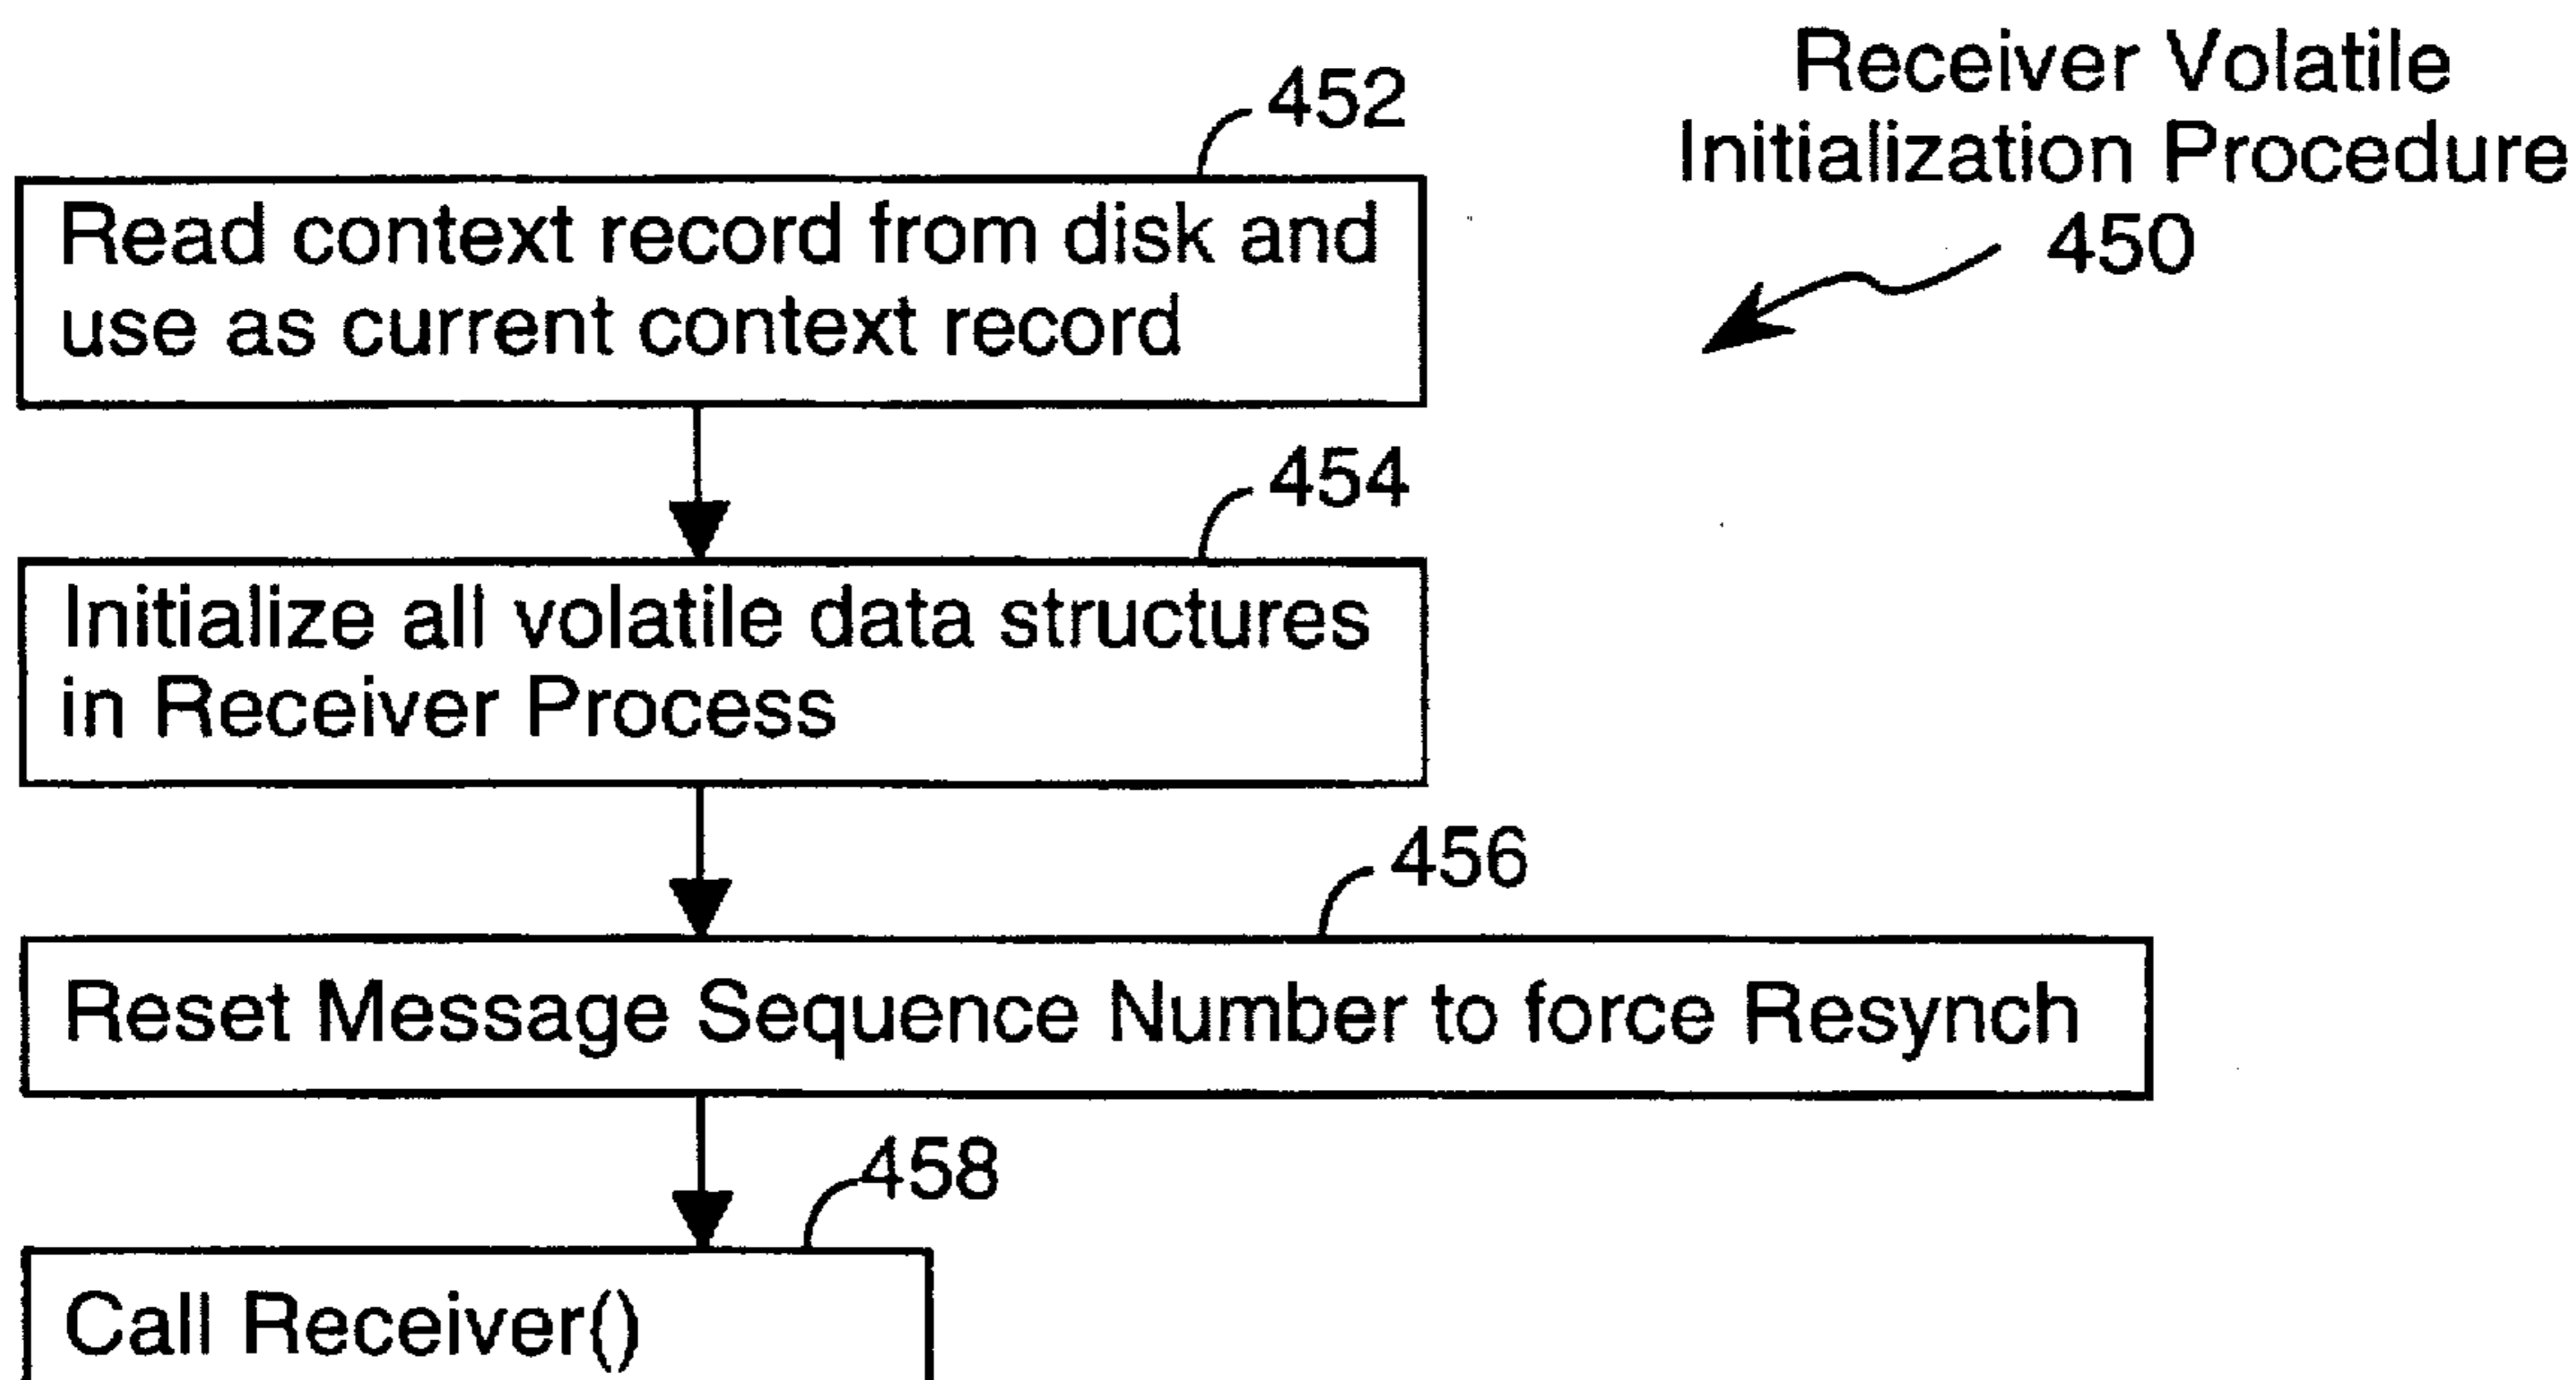 Receiver Volatile
Initialization Procedure
450
452
Read context record from disk and
use as current context record
454
Initialize all volatile data structures
in Receiver Process
456
Reset Message Sequence Number to force Resynch
458
Call Receiver()